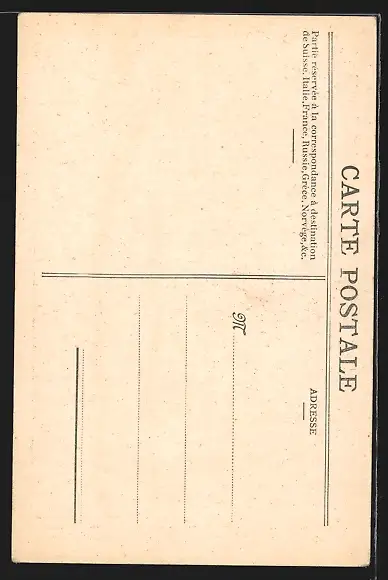 CARTE POSTALE
Partie réservée à la correspondance à destination
de Suisse, Italie, France, Russie, Grèce, Norvège, &c.
ADRESSE
M